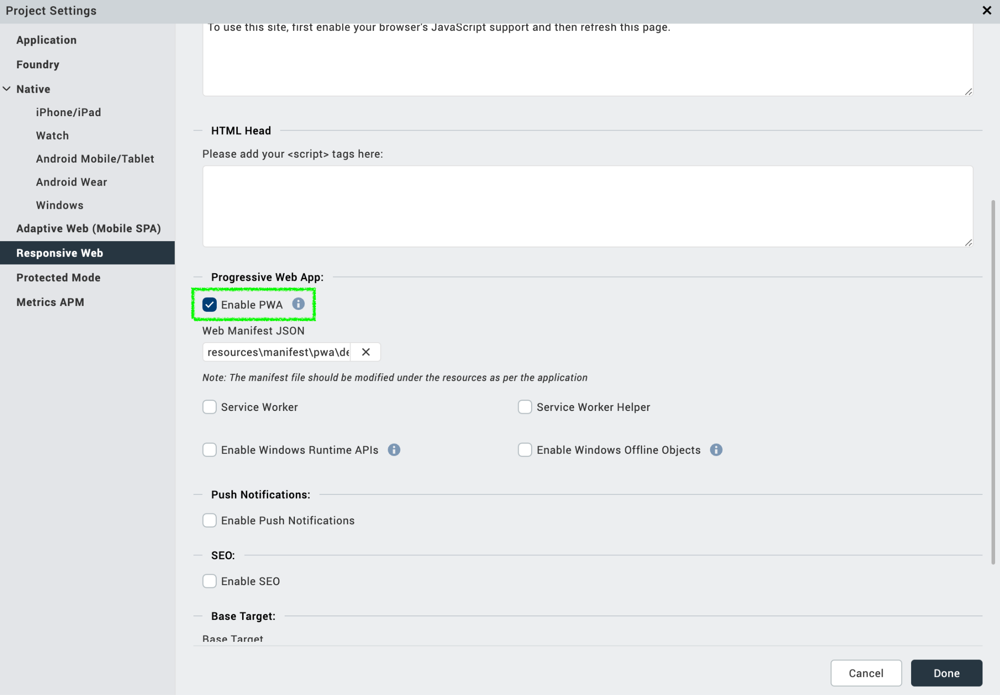 Project Settings
Application
Foundry
Native
iPhone/iPad
Watch
Android Mobile/Tablet
Android Wear
Windows
Adaptive Web (Mobile SPA)
Responsive Web
Protected Mode
Metrics APM
To use this site, first enable your browser's JavaScript support and then refresh this page.
HTML Head
Please add your <script> tags here:
Progressive Web App:
Enable PWA
Web Manifest JSON
resources\manifest\pwa\de
Note: The manifest file should be modified under the resources as per the application
Service Worker
Service Worker Helper
Enable Windows Runtime APIs
Enable Windows Offline Objects
Push Notifications:
Enable Push Notifications
SEO:
Enable SEO
Base Target:
Base Target
Cancel
Done